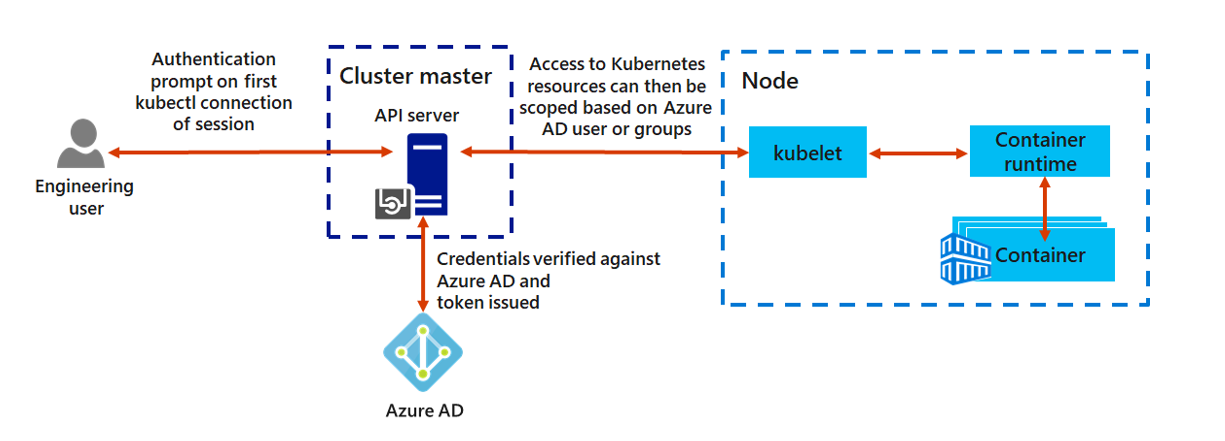 Authentication
prompt on first
kubectl connection
of session
Engineering
user
Cluster master
API server
Credentials verified against
Azure AD and
token issued
Azure AD
Access to Kubernetes
resources can then be
scoped based on Azure
AD user or groups
Node
kubelet
Container
runtime
Container